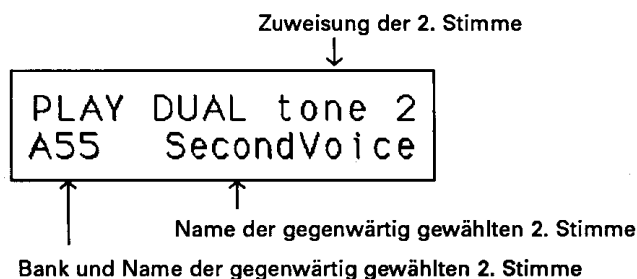 Zuweisung der 2. Stimme
PLAY DUAL tone 2
A55 SecondVoice
Name der gegenwärtig gewählten 2. Stimme
Bank und Name der gegenwärtig gewählten 2. Stimme